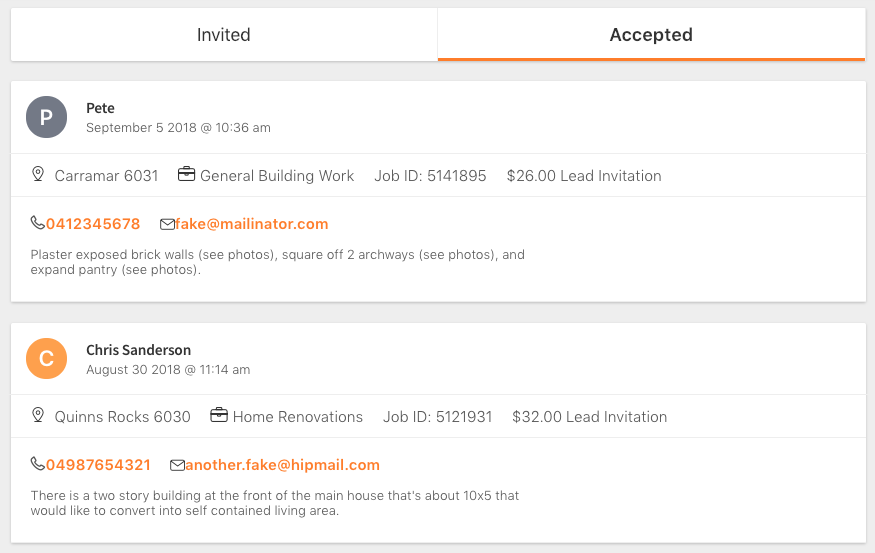 Invited Accepted
P Pete
September 5 2018 @ 10:36 am
Carramar 6031 General Building Work Job ID: 5141895 $26.00 Lead Invitation
0412345678 fake@mailinator.com
Plaster exposed brick walls (see photos), square off 2 archways (see photos), and
expand pantry (see photos).
C Chris Sanderson
August 30 2018 @ 11:14 am
Quinns Rocks 6030 Home Renovations Job ID: 5121931 $32.00 Lead Invitation
04987654321 another.fake@hipmail.com
There is a two story building at the front of the main house that's about 10x5 that
would like to convert into self contained living area.